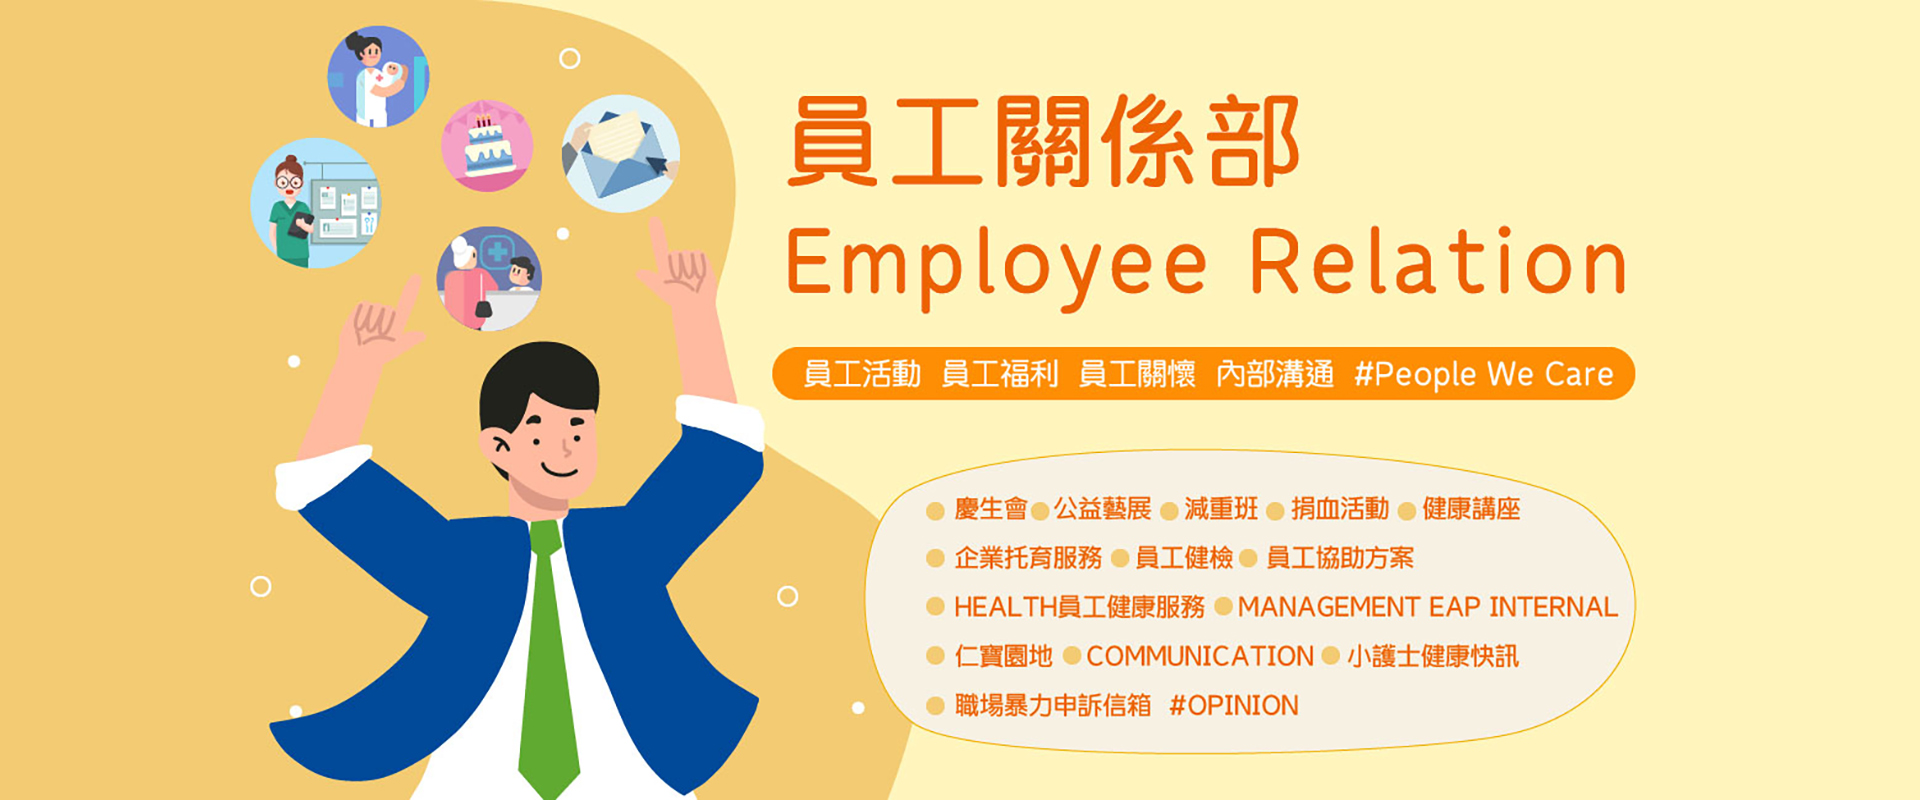 員工關係部
Employee Relation
員工活動 員工福利 員工關懷 內部溝通 #People We Care
慶生會 公益藝展 減重班 捐血活動 健康講座
企業托育服務 員工健檢 員工協助方案
HEALTH員工健康服務 MANAGEMENT EAP INTERNAL
仁寶園地 COMMUNICATION 小護士健康快訊
職場暴力申訴信箱 #OPINION